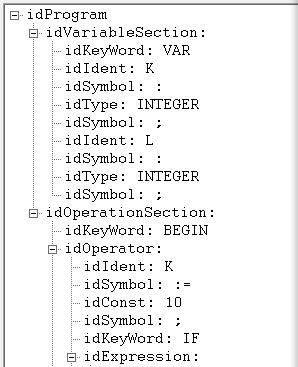 idProgram
idVariableSection:
idKeyWord: VAR
idIdent: K
idSymbol: :
idType: INTEGER
idSymbol: ;
idIdent: L
idSymbol: :
idType: INTEGER
idSymbol: ;
idOperationSection:
idKeyWord: BEGIN
idOperator:
idIdent: K
idSymbol: :=
idConst: 10
idSymbol: ;
idKeyWord: IF
idExpression: